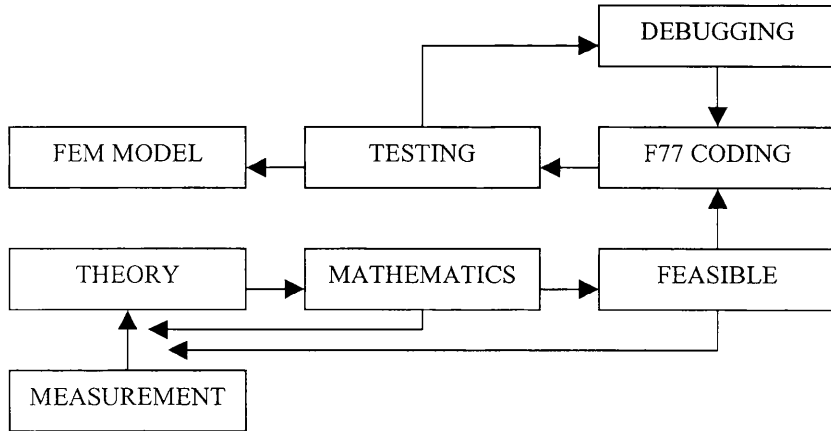 DEBUGGING
FEM MODEL
TESTING
F77 CODING
THEORY
MATHEMATICS
FEASIBLE
MEASUREMENT